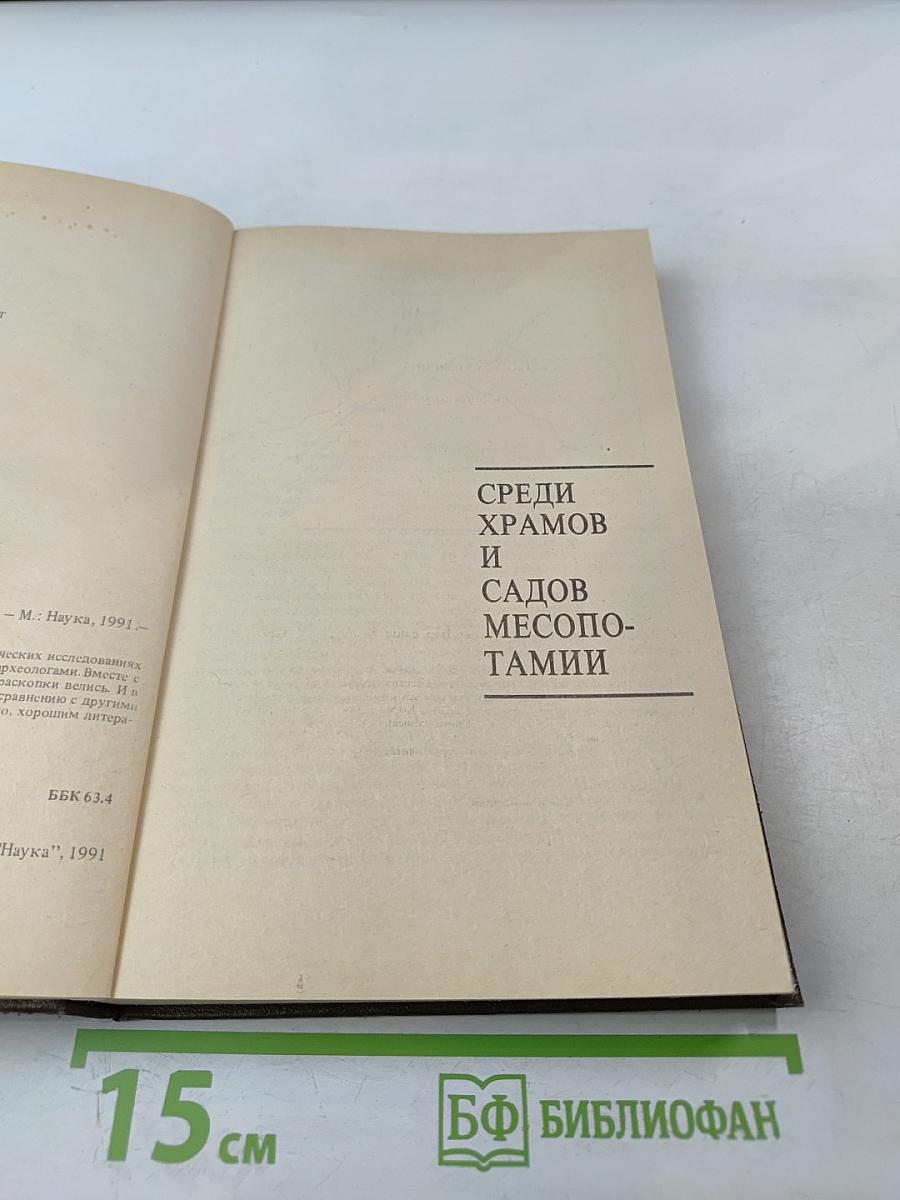 т
– М.: Наука, 1991.–
ческих исследованиях
археологами. Вместе с
раскопки велись. И в
сравнению с другими
о, хорошим литера-
ББК 63.4
"Наука", 1991
СРЕДИ
ХРАМОВ
И
САДОВ
МЕСОПО-
ТАМИИ
15 см
БФ БИБЛИОФАН